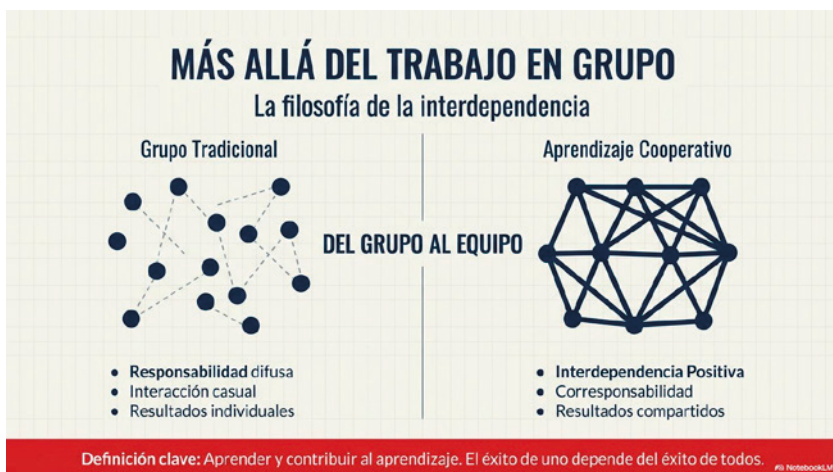 MÁS ALLÁ DEL TRABAJO EN GRUPO
La filosofía de la interdependencia
Grupo Tradicional
Aprendizaje Cooperativo
DEL GRUPO AL EQUIPO
• Responsabilidad difusa
• Interacción casual
• Resultados individuales
• Interdependencia Positiva
• Corresponsabilidad
• Resultados compartidos
Definición clave: Aprender y contribuir al aprendizaje. El éxito de uno depende del éxito de todos.
NotebookLM